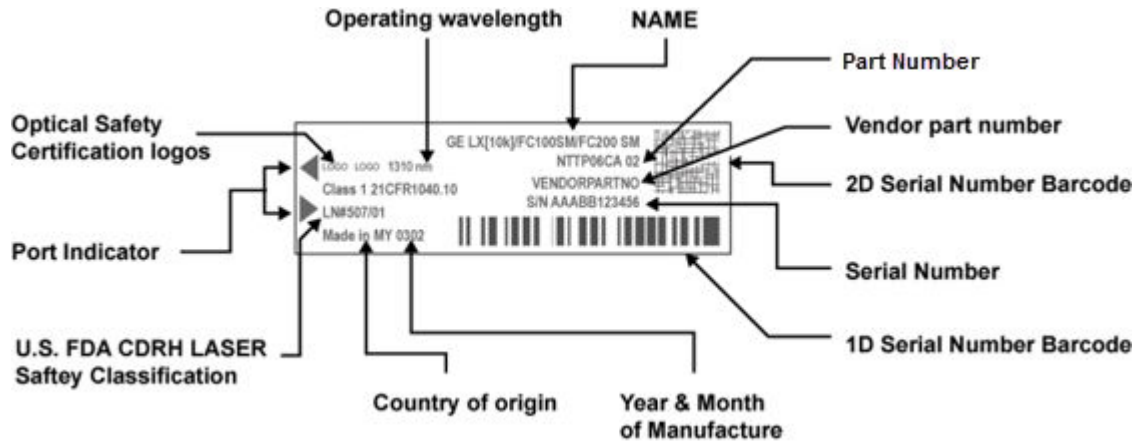 Operating wavelength
NAME
Part Number
Optical Safety
Certification logos
Vendor part number
2D Serial Number Barcode
Port Indicator
Serial Number
U.S. FDA CDRH LASER
Saftey Classification
1D Serial Number Barcode
Country of origin
Year & Month
of Manufacture
GE LX[10k]/FC100SM/FC200 SM
NTTP06CA 02
VENDORPARTNO
S/N AAABB123456
LOGO LOGO 1310 nm
Class 1 21CFR1040.10
LN#507/01
Made in MY 0302